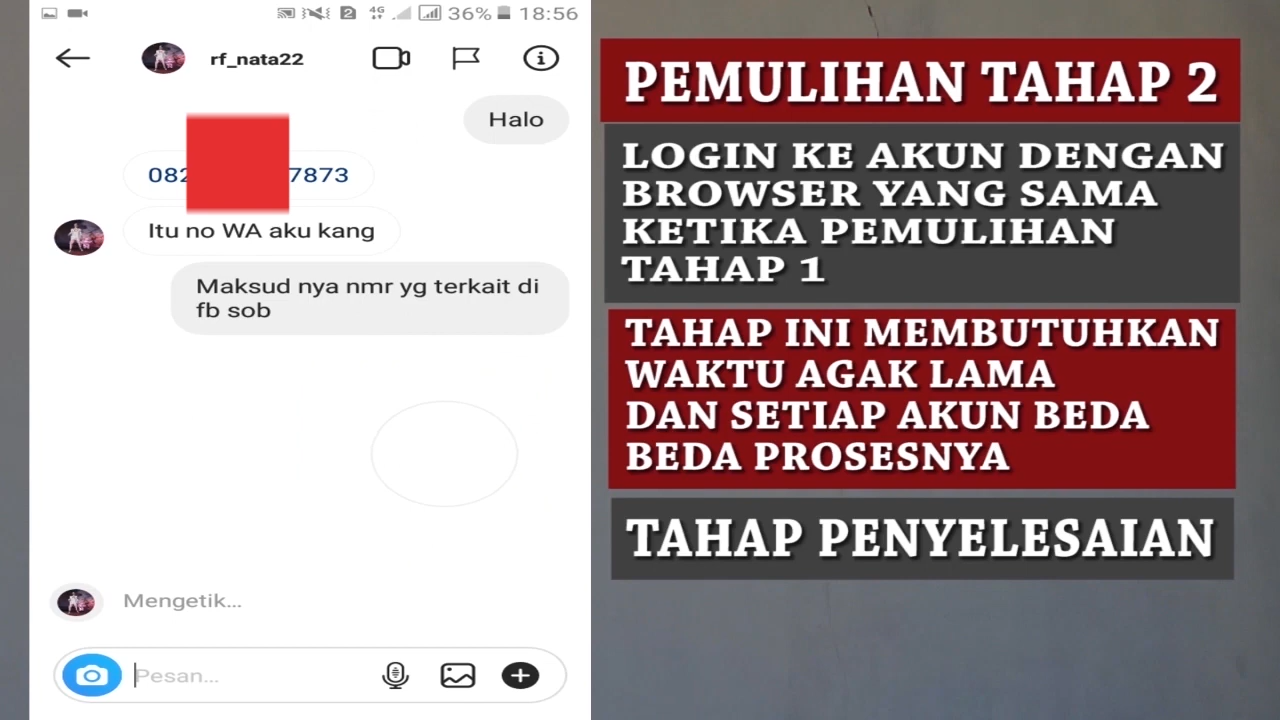 4G 36% 18:56
rf_nata22
Halo
082 7873
Itu no WA aku kang
Maksud nya nmr yg terkait di
fb sob
Mengetik...
Pesan...
PEMULIHAN TAHAP 2
LOGIN KE AKUN DENGAN
BROWSER YANG SAMA
KETIKA PEMULIHAN
TAHAP 1
TAHAP INI MEMBUTUHKAN
WAKTU AGAK LAMA
DAN SETIAP AKUN BEDA
BEDA PROSESNYA
TAHAP PENYELESAIAN